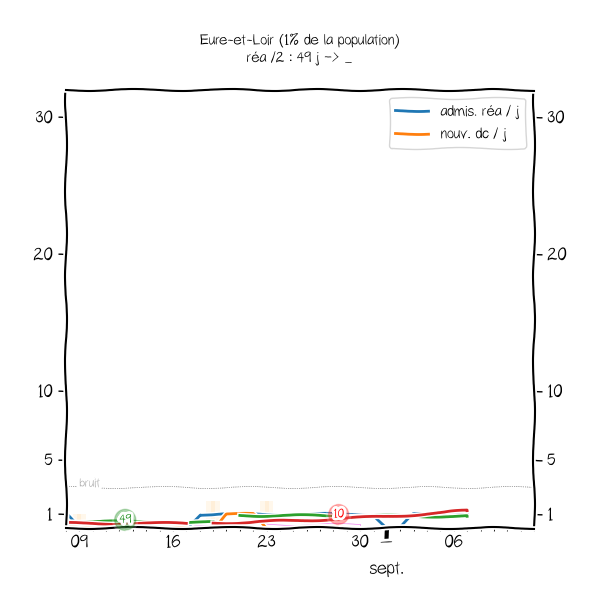 Eure-et-Loir (1% de la population)
réa /2 : 49 j -> _
admis. réa / j
nouv. dc / j
30
30
20
20
10
10
5
5
bruit
1
49
10
1
09
16
23
30
06
sept.